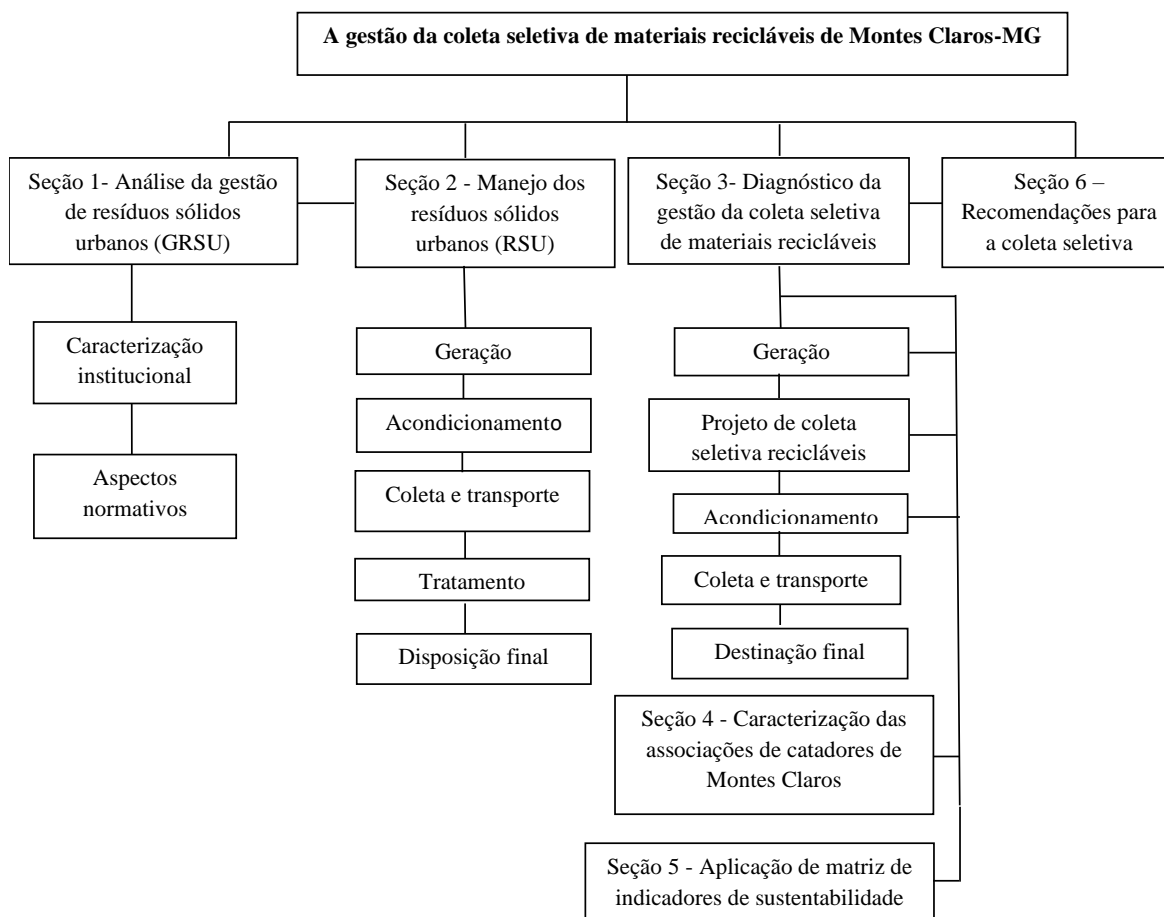 A gestão da coleta seletiva de materiais recicláveis de Montes Claros-MG
Seção 1- Análise da gestão
de resíduos sólidos
urbanos (GRSU)
Caracterização
institucional
Aspectos
normativos
Seção 2 - Manejo dos
resíduos sólidos
urbanos (RSU)
Geração
Acondicionamento
Coleta e transporte
Tratamento
Disposição final
Seção 3- Diagnóstico da
gestão da coleta seletiva
de materiais recicláveis
Geração
Projeto de coleta
seletiva recicláveis
Acondicionamento
Coleta e transporte
Destinação final
Seção 4 - Caracterização das
associações de catadores de
Montes Claros
Seção 5 - Aplicação de matriz de
indicadores de sustentabilidade
Seção 6 –
Recomendações para
a coleta seletiva